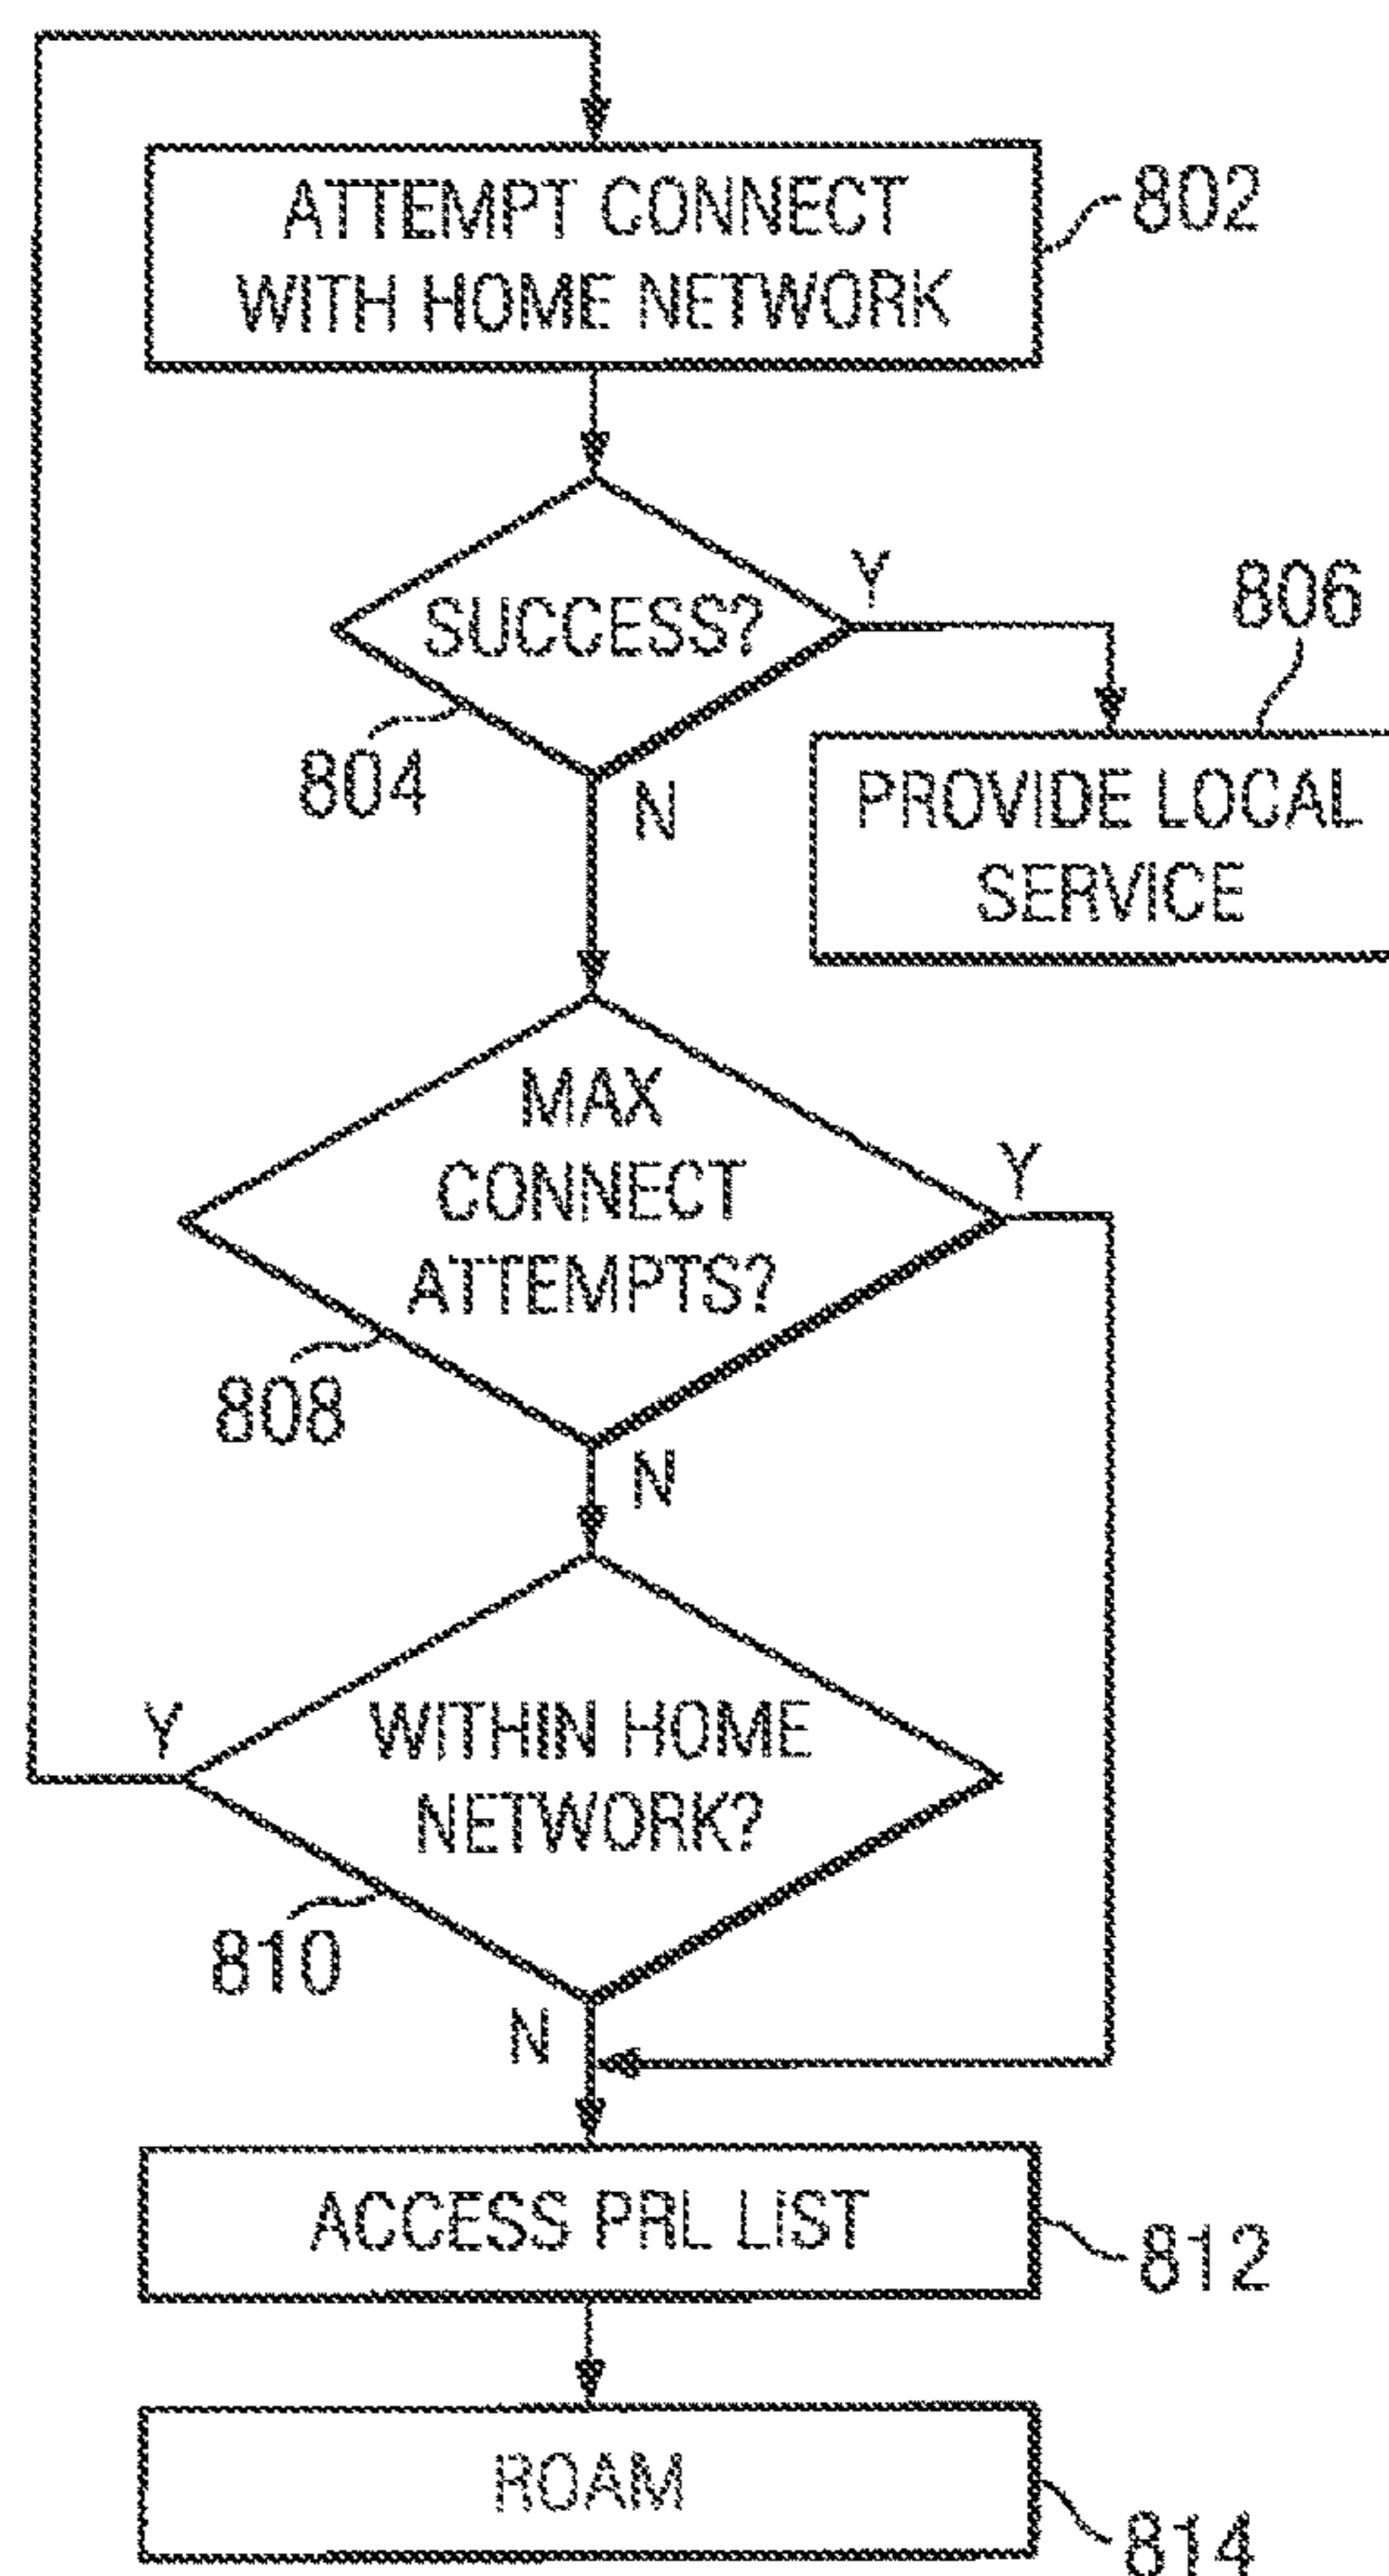 ATTEMPT CONNECT
WITH HOME NETWORK
802
SUCCESS?
Y
804
N
806
PROVIDE LOCAL
SERVICE
MAX
CONNECT
ATTEMPTS?
Y
808
N
WITHIN HOME
NETWORK?
Y
810
N
ACCESS PRL LIST
812
ROAM
814